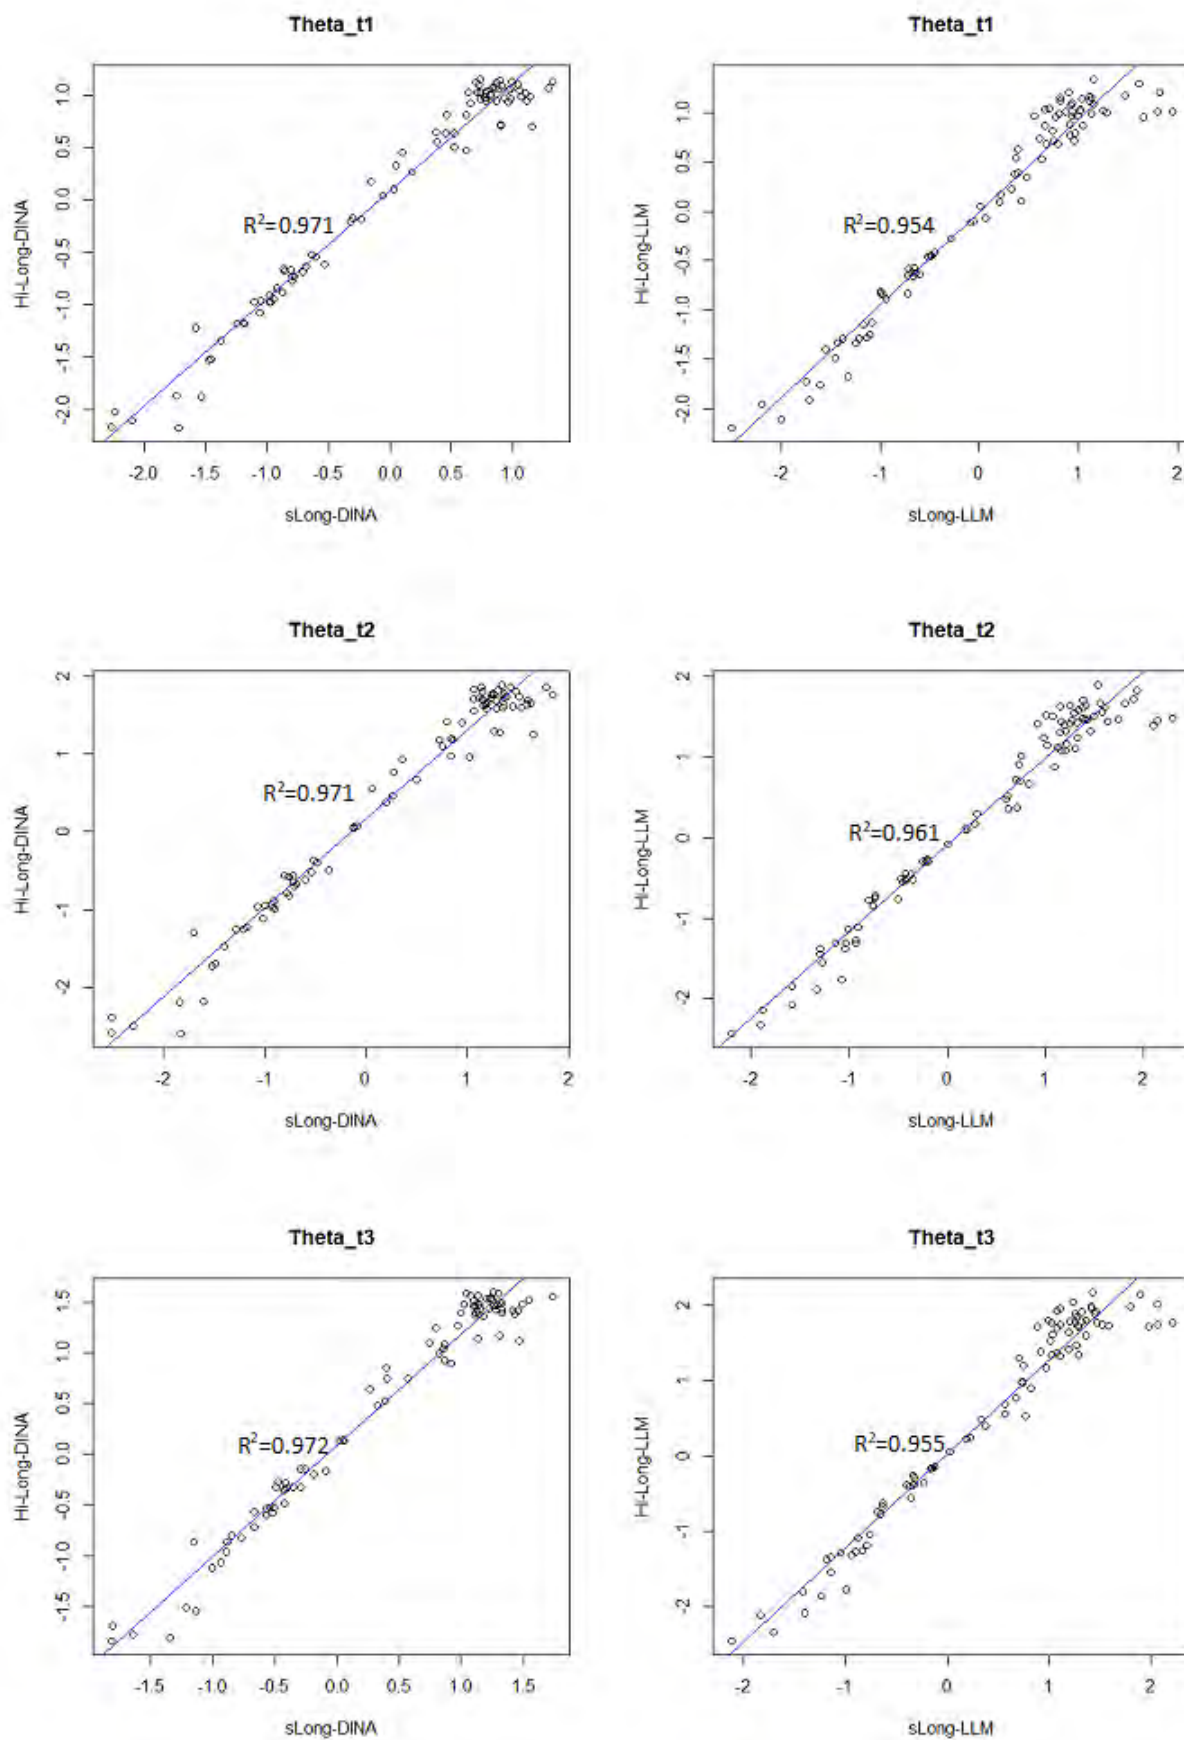 Theta_t1
Hi-Long-DINA
1.0
0.5
0.0
-0.5
-1.0
-1.5
-2.0
R²=0.971
-2.0 -1.5 -1.0 -0.5 0.0 0.5 1.0
sLong-DINA
Theta_t1
Hi-Long-LLM
1.0
0.5
0.0
-0.5
-1.0
-1.5
-2.0
R²=0.954
-2 -1 0 1 2
sLong-LLM
Theta_t2
Hi-Long-DINA
2
1
0
-1
-2
R²=0.971
-2 -1 0 1 2
sLong-DINA
Theta_t2
Hi-Long-LLM
2
1
0
-1
-2
R²=0.961
-2 -1 0 1 2
sLong-LLM
Theta_t3
Hi-Long-DINA
1.5
1.0
0.5
0.0
-0.5
-1.0
-1.5
R²=0.972
-1.5 -1.0 -0.5 0.0 0.5 1.0 1.5
sLong-DINA
Theta_t3
Hi-Long-LLM
2
1
0
-1
-2
R²=0.955
-2 -1 0 1 2
sLong-LLM